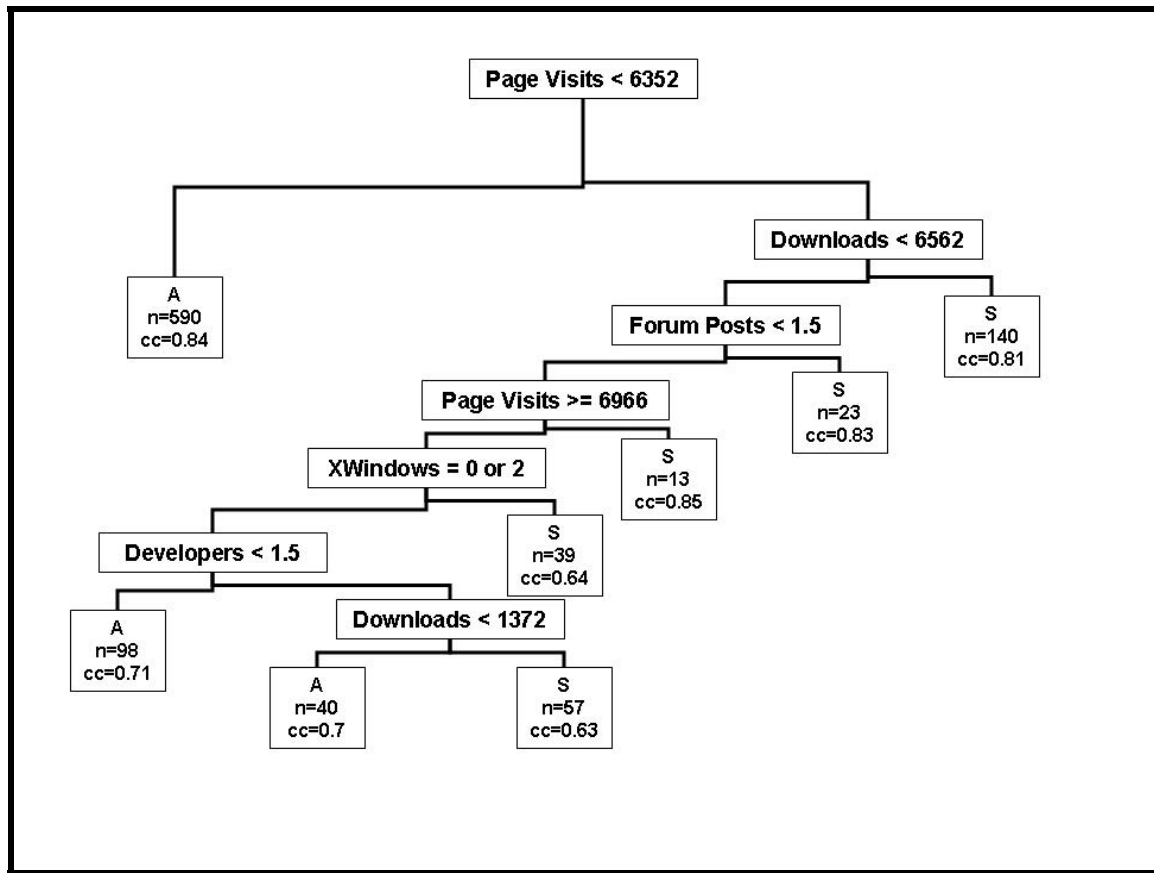 Page Visits < 6352
Downloads < 6562
A
n=590
cc=0.84
Forum Posts < 1.5
S
n=140
cc=0.81
Page Visits >= 6966
S
n=23
cc=0.83
XWindows = 0 or 2
S
n=13
cc=0.85
Developers < 1.5
S
n=39
cc=0.64
A
n=98
cc=0.71
Downloads < 1372
A
n=40
cc=0.7
S
n=57
cc=0.63